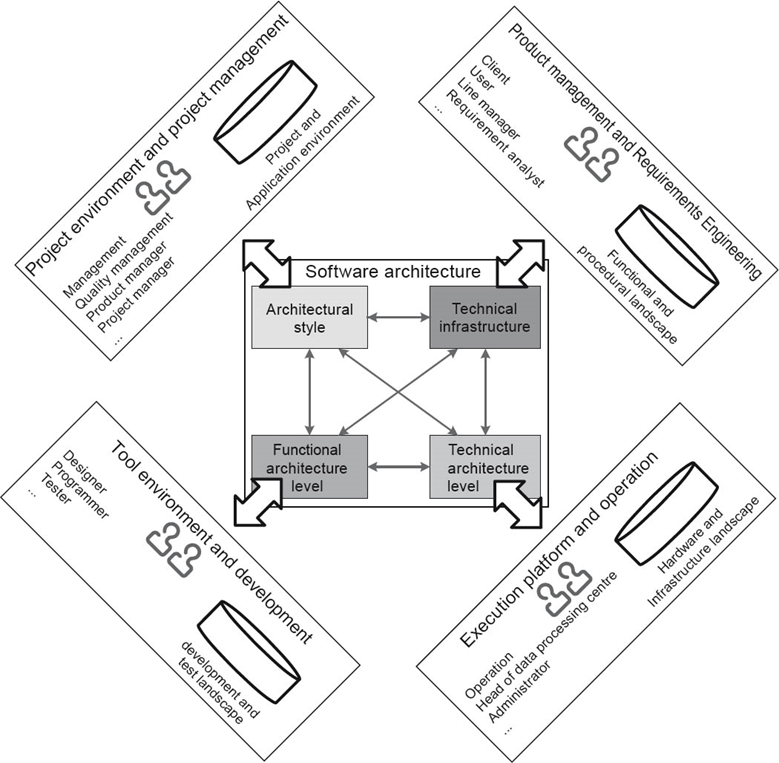 Project environment and project management
Project and
Application environment
Management
Quality management
Product manager
Project manager
...
Product management and Requirements Engineering
Client
User
Line manager
Requirement analyst
...
Functional and
procedural landscape
Software architecture
Architectural
style
Technical
infrastructure
Functional
architecture
level
Technical
architecture
level
Tool environment and development
Designer
Programmer
Tester
...
development and
test landscape
Execution platform and operation
Hardware and
Infrastructure landscape
Operation
Head of data processing centre
Administrator
...